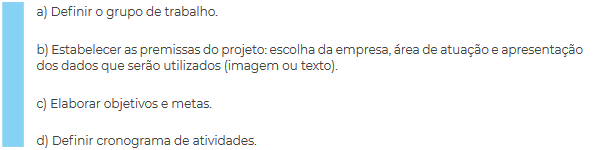 a) Definir o grupo de trabalho.
b) Estabelecer as premissas do projeto: escolha da empresa, área de atuação e apresentação
dos dados que serão utilizados (imagem ou texto).
c) Elaborar objetivos e metas.
d) Definir cronograma de atividades.